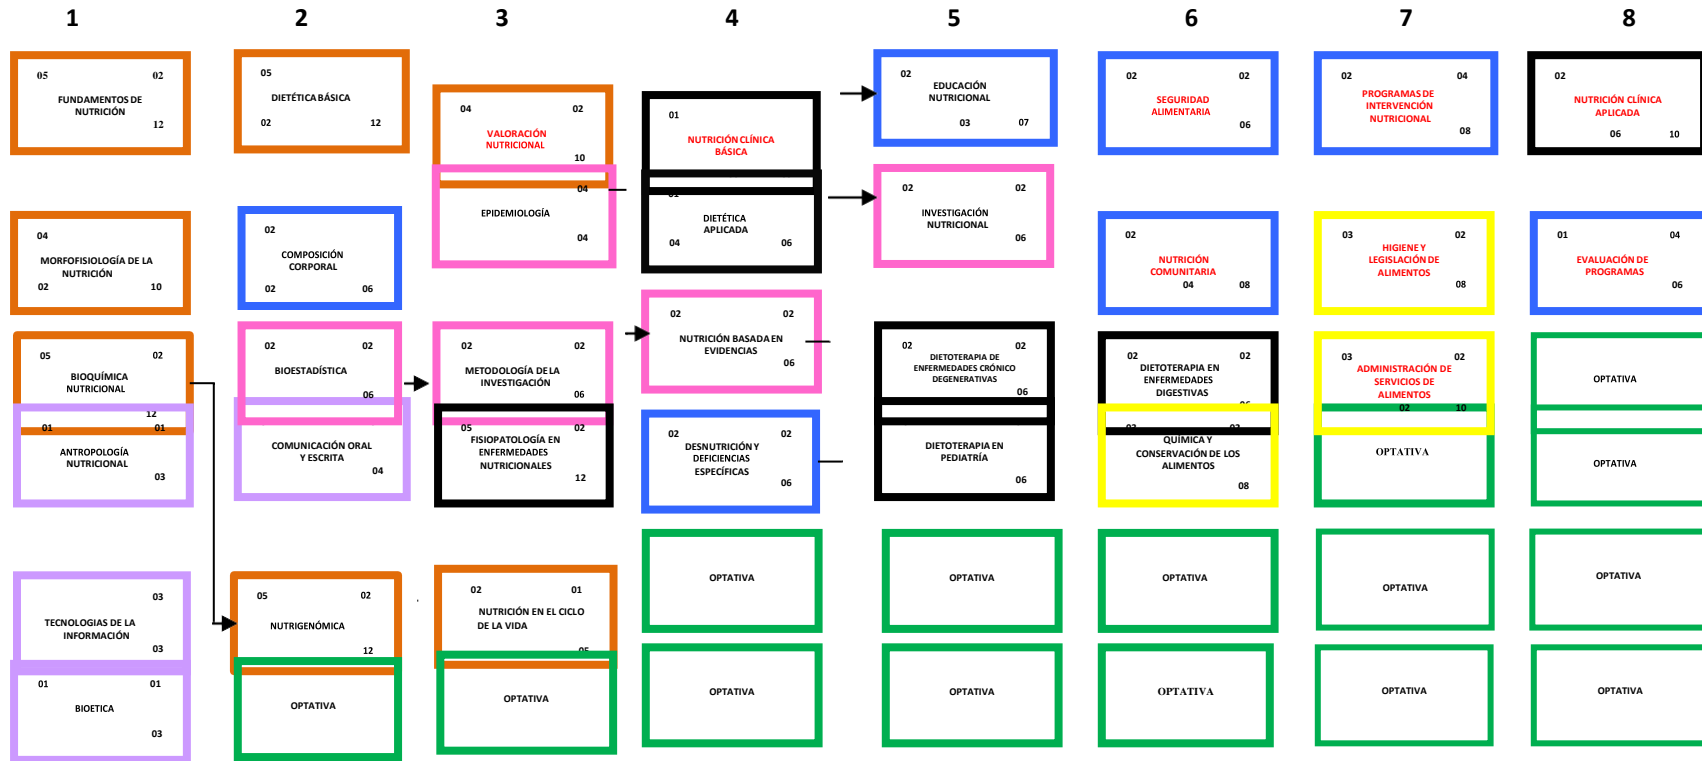 1 2 3 4 5 6 7 8
05 02
FUNDAMENTOS DE
NUTRICIÓN
12
04
MORFOFISIOLOGÍA DE LA
NUTRICIÓN
02 10
05 02
BIOQUÍMICA
NUTRICIONAL
12
01 01
ANTROPOLOGÍA
NUTRICIONAL
03
03
TECNOLOGIAS DE LA
INFORMACIÓN
03
01 01
BIOETICA
03
05
DIETÉTICA BÁSICA
02 12
02
COMPOSICIÓN
CORPORAL
02 06
02 02
BIOESTADÍSTICA
06
COMUNICACIÓN ORAL
Y ESCRITA
04
05 02
NUTRIGENÓMICA
12
OPTATIVA
04 02
VALORACIÓN
NUTRICIONAL
10
04
EPIDEMIOLOGÍA
04
02 02
METODOLOGÍA DE LA
INVESTIGACIÓN
06
05 02
FISIOPATOLOGÍA EN
ENFERMEDADES
NUTRICIONALES
12
02 01
NUTRICIÓN EN EL CICLO
DE LA VIDA
05
OPTATIVA
01
NUTRICIÓN CLÍNICA
BÁSICA
01
DIETÉTICA
APLICADA
04 06
02 02
NUTRICIÓN BASADA EN
EVIDENCIAS
06
02 02
DESNUTRICIÓN Y
DEFICIENCIAS
ESPECÍFICAS
06
OPTATIVA
OPTATIVA
02
EDUCACIÓN
NUTRICIONAL
03 07
02 02
INVESTIGACIÓN
NUTRICIONAL
06
02 02
DIETOTERAPIA DE
ENFERMEDADES CRÓNICO
DEGENERATIVAS
06
DIETOTERAPIA EN
PEDIATRÍA
06
OPTATIVA
OPTATIVA
02 02
SEGURIDAD
ALIMENTARIA
06
02
NUTRICIÓN
COMUNITARIA
04 08
02 02
DIETOTERAPIA EN
ENFERMEDADES
DIGESTIVAS
06
QUÍMICA Y
CONSERVACIÓN DE LOS
ALIMENTOS
08
OPTATIVA
OPTATIVA
02 04
PROGRAMAS DE
INTERVENCIÓN
NUTRICIONAL
08
03 02
HIGIENE Y
LEGISLACIÓN DE
ALIMENTOS
08
03 02
ADMINISTRACIÓN DE
SERVICIOS DE
ALIMENTOS
02 10
OPTATIVA
OPTATIVA
OPTATIVA
02
NUTRICIÓN CLÍNICA
APLICADA
06 10
01 04
EVALUACIÓN DE
PROGRAMAS
06
OPTATIVA
OPTATIVA
OPTATIVA
OPTATIVA